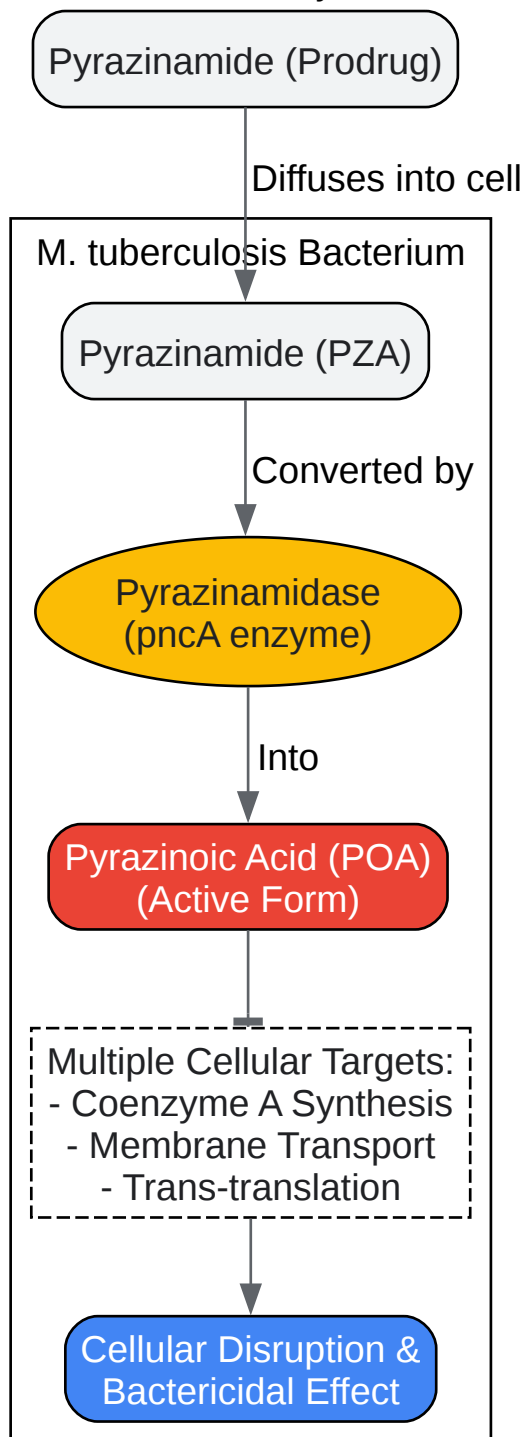 Pyrazinamide (Prodrug)
Diffuses into cell
M. tuberculosis Bacterium
Pyrazinamide (PZA)
Converted by
Pyrazinamidase
(pncA enzyme)
Into
Pyrazinoic Acid (POA)
(Active Form)
Multiple Cellular Targets:
- Coenzyme A Synthesis
- Membrane Transport
- Trans-translation
Cellular Disruption &
Bactericidal Effect